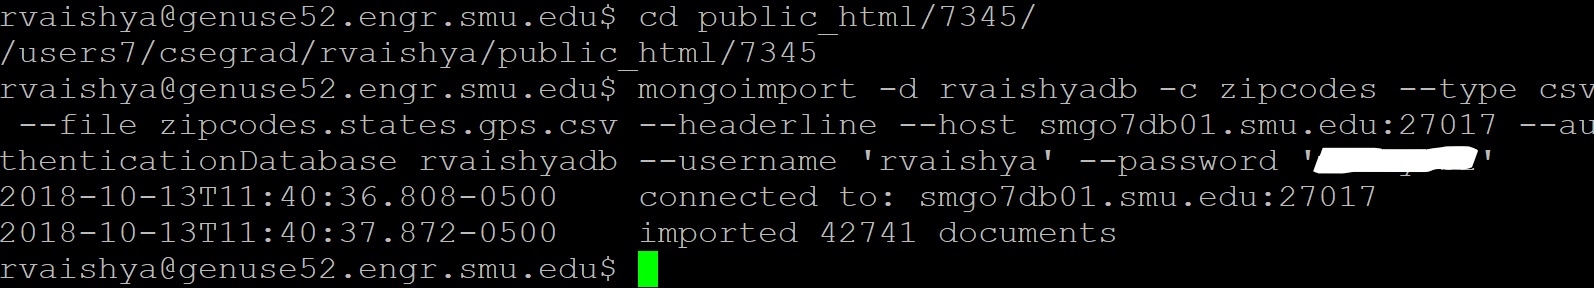 rvaishya@genuse52.engr.smu.edu$ cd public_html/7345/
/users7/csegrad/rvaishya/public_html/7345
rvaishya@genuse52.engr.smu.edu$ mongoimport -d rvaishyadb -c zipcodes --type csv
 --file zipcodes.states.gps.csv --headerline --host smgo7db01.smu.edu:27017 --au
thenticationDatabase rvaishyadb --username 'rvaishya' --password '          '
2018-10-13T11:40:36.808-0500    connected to: smgo7db01.smu.edu:27017
2018-10-13T11:40:37.872-0500    imported 42741 documents
rvaishya@genuse52.engr.smu.edu$